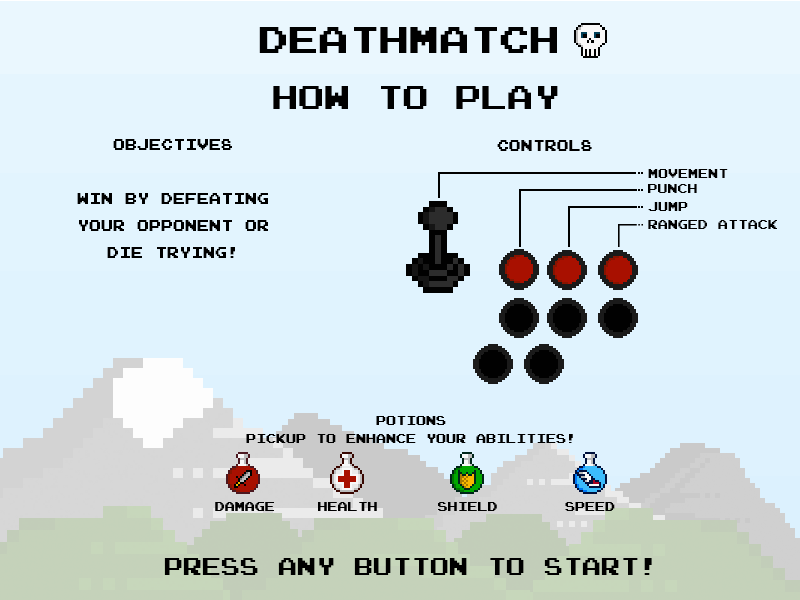 DEATHMATCH
HOW TO PLAY
OBJECTIVES
WIN BY DEFEATING
YOUR OPPONENT OR
DIE TRYING!
CONTROLS
MOVEMENT
PUNCH
JUMP
RANGED ATTACK
POTIONS
PICKUP TO ENHANCE YOUR ABILITIES!
DAMAGE HEALTH SHIELD SPEED
PRESS ANY BUTTON TO START!